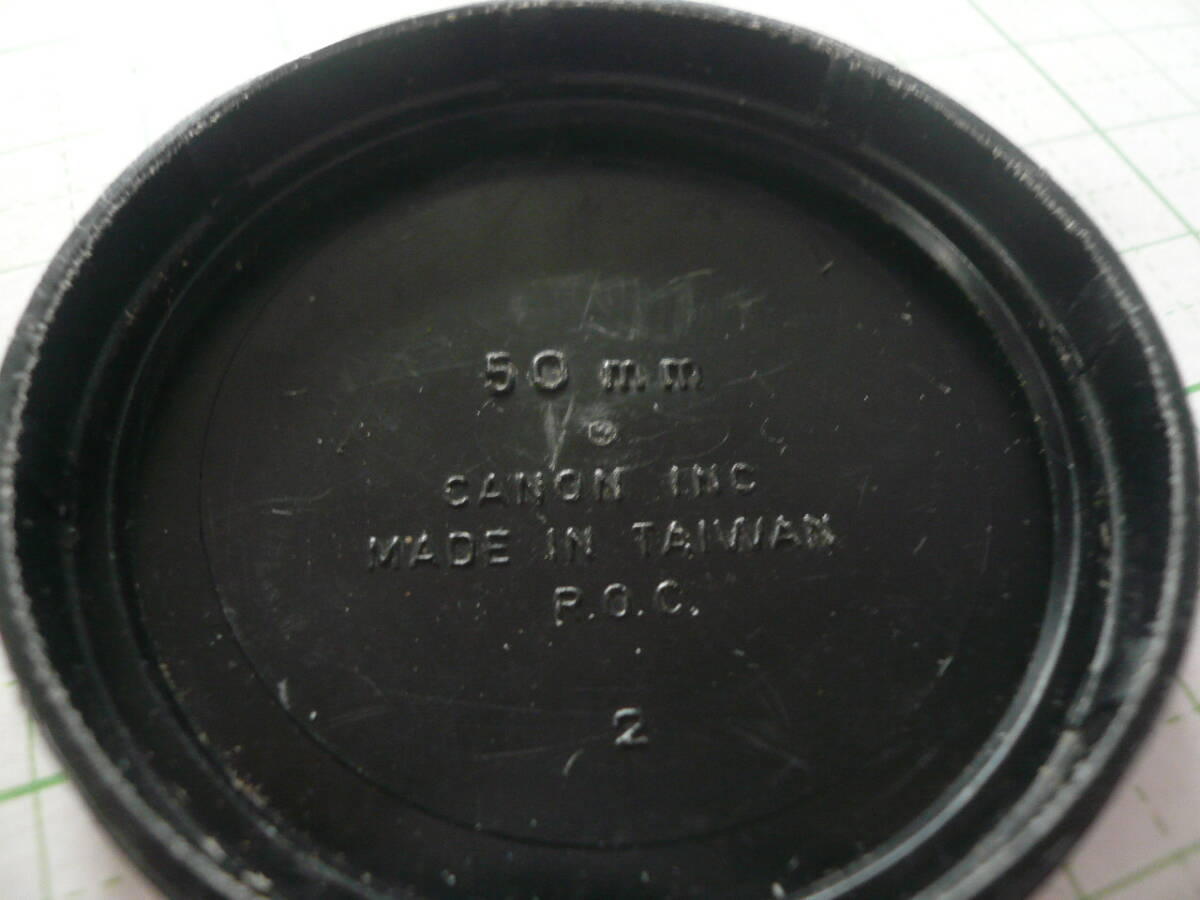 50 mm
CANON INC
MADE IN TAIWAN
R.O.C.
2